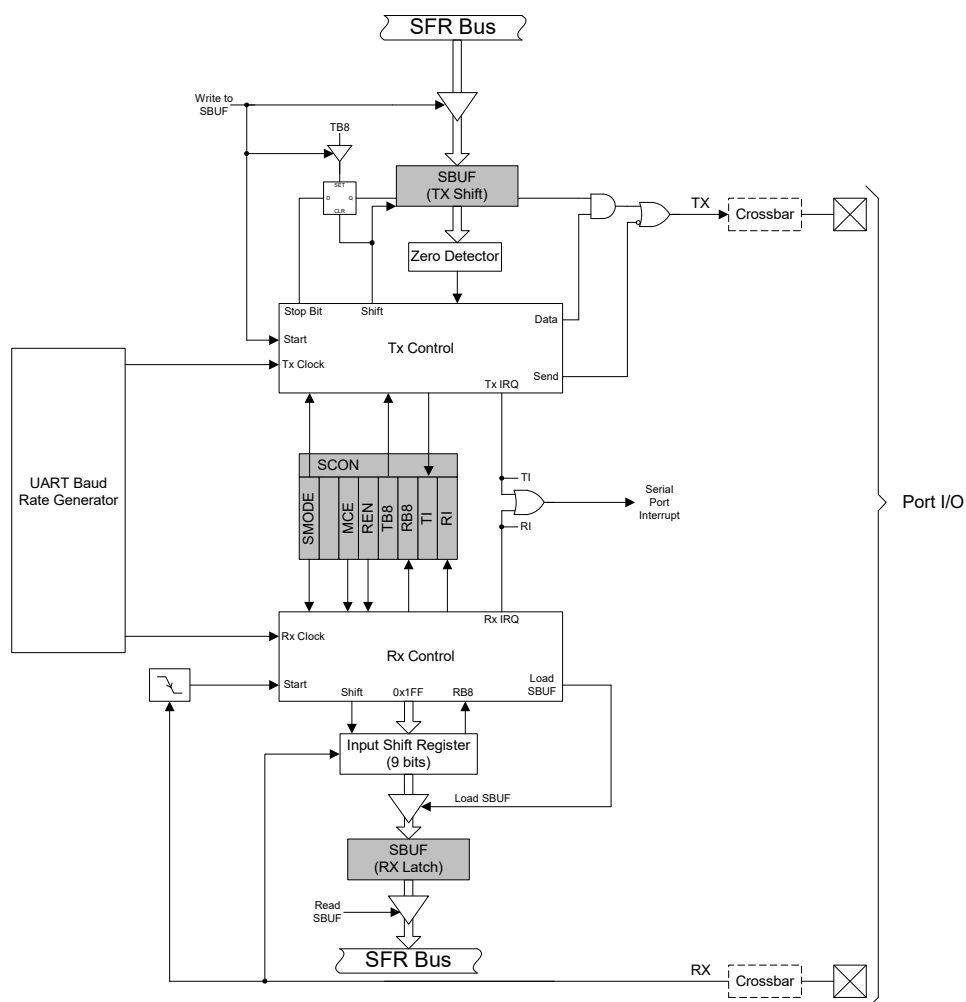 SFR Bus
Write to
SBUF
TB8
SET
D
Q
CLR
SBUF
(TX Shift)
TX
Crossbar
Zero Detector
Stop Bit
Shift
Data
Start
Tx Control
Tx Clock
Send
Tx IRQ
UART Baud
Rate Generator
SCON
SMODE
MCE
REN
TB8
RB8
TI
RI
TI
Serial
Port
Interrupt
RI
Port I/O
Rx IRQ
Rx Clock
Rx Control
Start
Load
SBUF
Shift
0x1FF
RB8
Input Shift Register
(9 bits)
Load SBUF
SBUF
(RX Latch)
Read
SBUF
SFR Bus
RX
Crossbar